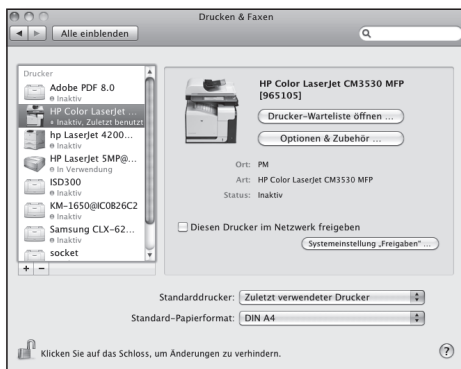 Drucken & Faxen
Alle einblenden
Drucker
Adobe PDF 8.0
Inaktiv
HP Color LaserJet ...
Inaktiv, Zuletzt benutzt
hp LaserJet 4200...
Inaktiv
HP LaserJet 5MP@...
In Verwendung
ISD300
Inaktiv
KM-1650@IC0B26C2
Inaktiv
Samsung CLX-62...
Inaktiv
socket
+ −
HP Color LaserJet CM3530 MFP
[965105]
Drucker-Warteliste öffnen ...
Optionen & Zubehör ...
Ort: PM
Art: HP Color LaserJet CM3530 MFP
Status: Inaktiv
Diesen Drucker im Netzwerk freigeben
Systemeinstellung „Freigaben“ ...
Standarddrucker: Zuletzt verwendeter Drucker
Standard-Papierformat: DIN A4
Klicken Sie auf das Schloss, um Änderungen zu verhindern.
?